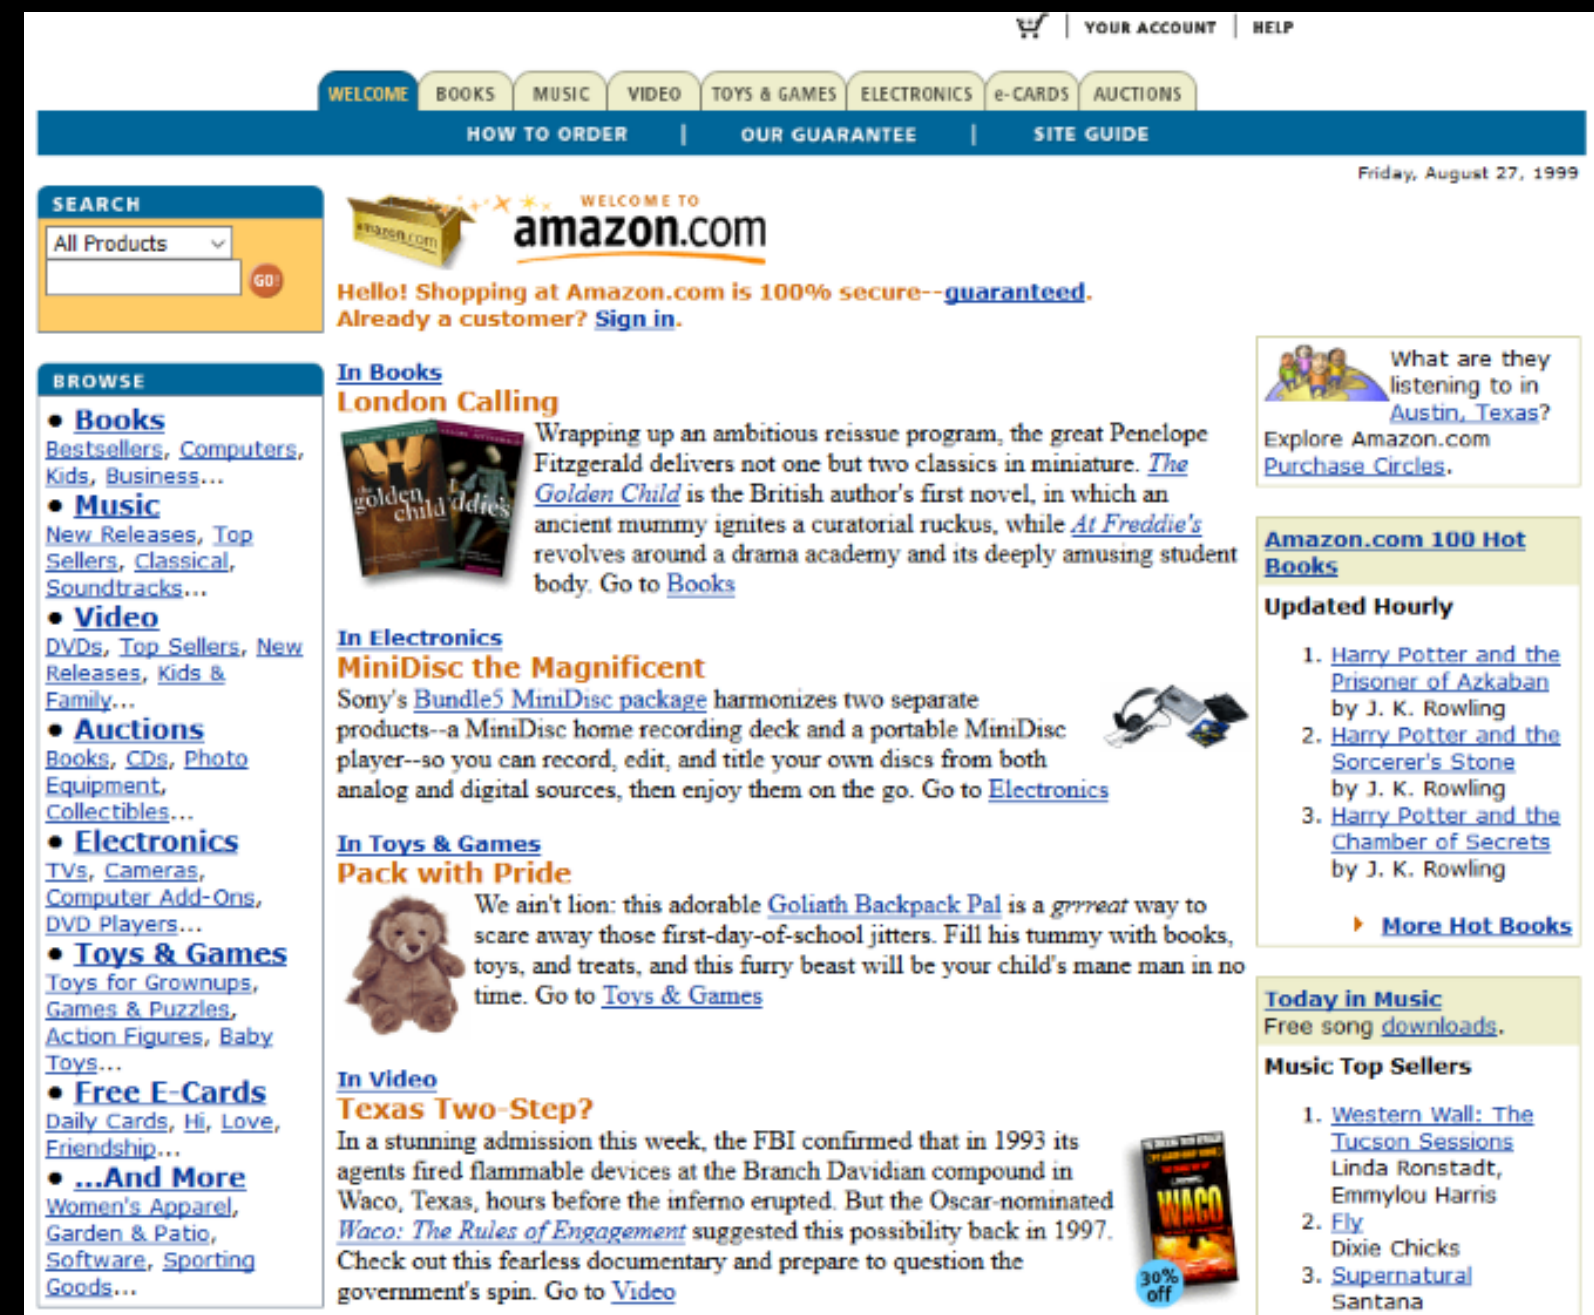 YOUR ACCOUNT | HELP
WELCOME BOOKS MUSIC VIDEO TOYS & GAMES ELECTRONICS e-CARDS AUCTIONS
HOW TO ORDER | OUR GUARANTEE | SITE GUIDE
Friday, August 27, 1999
SEARCH
All Products
GO!
BROWSE
• Books
Bestsellers, Computers,
Kids, Business...
• Music
New Releases, Top
Sellers, Classical,
Soundtracks...
• Video
DVDs, Top Sellers, New
Releases, Kids &
Family...
• Auctions
Books, CDs, Photo
Equipment,
Collectibles...
• Electronics
TVs, Cameras,
Computer Add-Ons,
DVD Players...
• Toys & Games
Toys for Grownups,
Games & Puzzles,
Action Figures, Baby
Toys...
• Free E-Cards
Daily Cards, Hi, Love,
Friendship...
• ...And More
Women's Apparel,
Garden & Patio,
Software, Sporting
Goods...
amazon.com
WELCOME TO
amazon.com
Hello! Shopping at Amazon.com is 100% secure--guaranteed.
Already a customer? Sign in.
In Books
London Calling
the
golden
child
ddie's
Wrapping up an ambitious reissue program, the great Penelope
Fitzgerald delivers not one but two classics in miniature. The
Golden Child is the British author's first novel, in which an
ancient mummy ignites a curatorial ruckus, while At Freddie's
revolves around a drama academy and its deeply amusing student
body. Go to Books
In Electronics
MiniDisc the Magnificent
Sony's Bundle5 MiniDisc package harmonizes two separate
products--a MiniDisc home recording deck and a portable MiniDisc
player--so you can record, edit, and title your own discs from both
analog and digital sources, then enjoy them on the go. Go to Electronics
In Toys & Games
Pack with Pride
We ain't lion: this adorable Goliath Backpack Pal is a grrreat way to
scare away those first-day-of-school jitters. Fill his tummy with books,
toys, and treats, and this furry beast will be your child's mane man in no
time. Go to Toys & Games
In Video
Texas Two-Step?
In a stunning admission this week, the FBI confirmed that in 1993 its
agents fired flammable devices at the Branch Davidian compound in
Waco, Texas, hours before the inferno erupted. But the Oscar-nominated
Waco: The Rules of Engagement suggested this possibility back in 1997.
Check out this fearless documentary and prepare to question the
government's spin. Go to Video
WACO
30%
off
What are they
listening to in
Austin, Texas?
Explore Amazon.com
Purchase Circles.
Amazon.com 100 Hot
Books
Updated Hourly
1. Harry Potter and the
Prisoner of Azkaban
by J. K. Rowling
2. Harry Potter and the
Sorcerer's Stone
by J. K. Rowling
3. Harry Potter and the
Chamber of Secrets
by J. K. Rowling
More Hot Books
Today in Music
Free song downloads.
Music Top Sellers
1. Western Wall: The
Tucson Sessions
Linda Ronstadt,
Emmylou Harris
2. Fly
Dixie Chicks
3. Supernatural
Santana